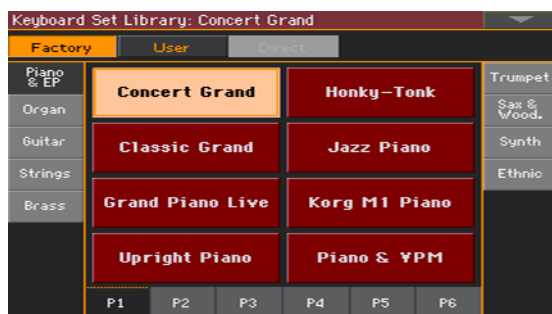 Keyboard Set Library: Concert Grand
Factory User Direct
Piano
& EP
Organ
Guitar
Strings
Brass
Concert Grand
Honky-Tonk
Classic Grand
Jazz Piano
Grand Piano Live
Korg M1 Piano
Upright Piano
Piano & ¥PM
Trumpet
Sax &
Wood.
Synth
Ethnic
P1 P2 P3 P4 P5 P6